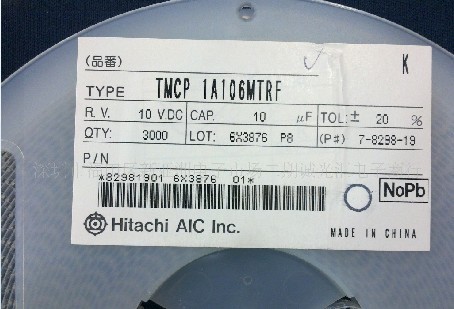 (品番)
K
TYPE TMCP 1A106MTRF
R.V. 10 VDC CAP. 10 μF TOL: ± 20 %
QTY: 3000 LOT: 6X3876 P8 (P#) 7-8298-19
P/N
*82981901 6X3876 01*
NoPb
Hitachi AIC Inc.
MADE IN CHINA